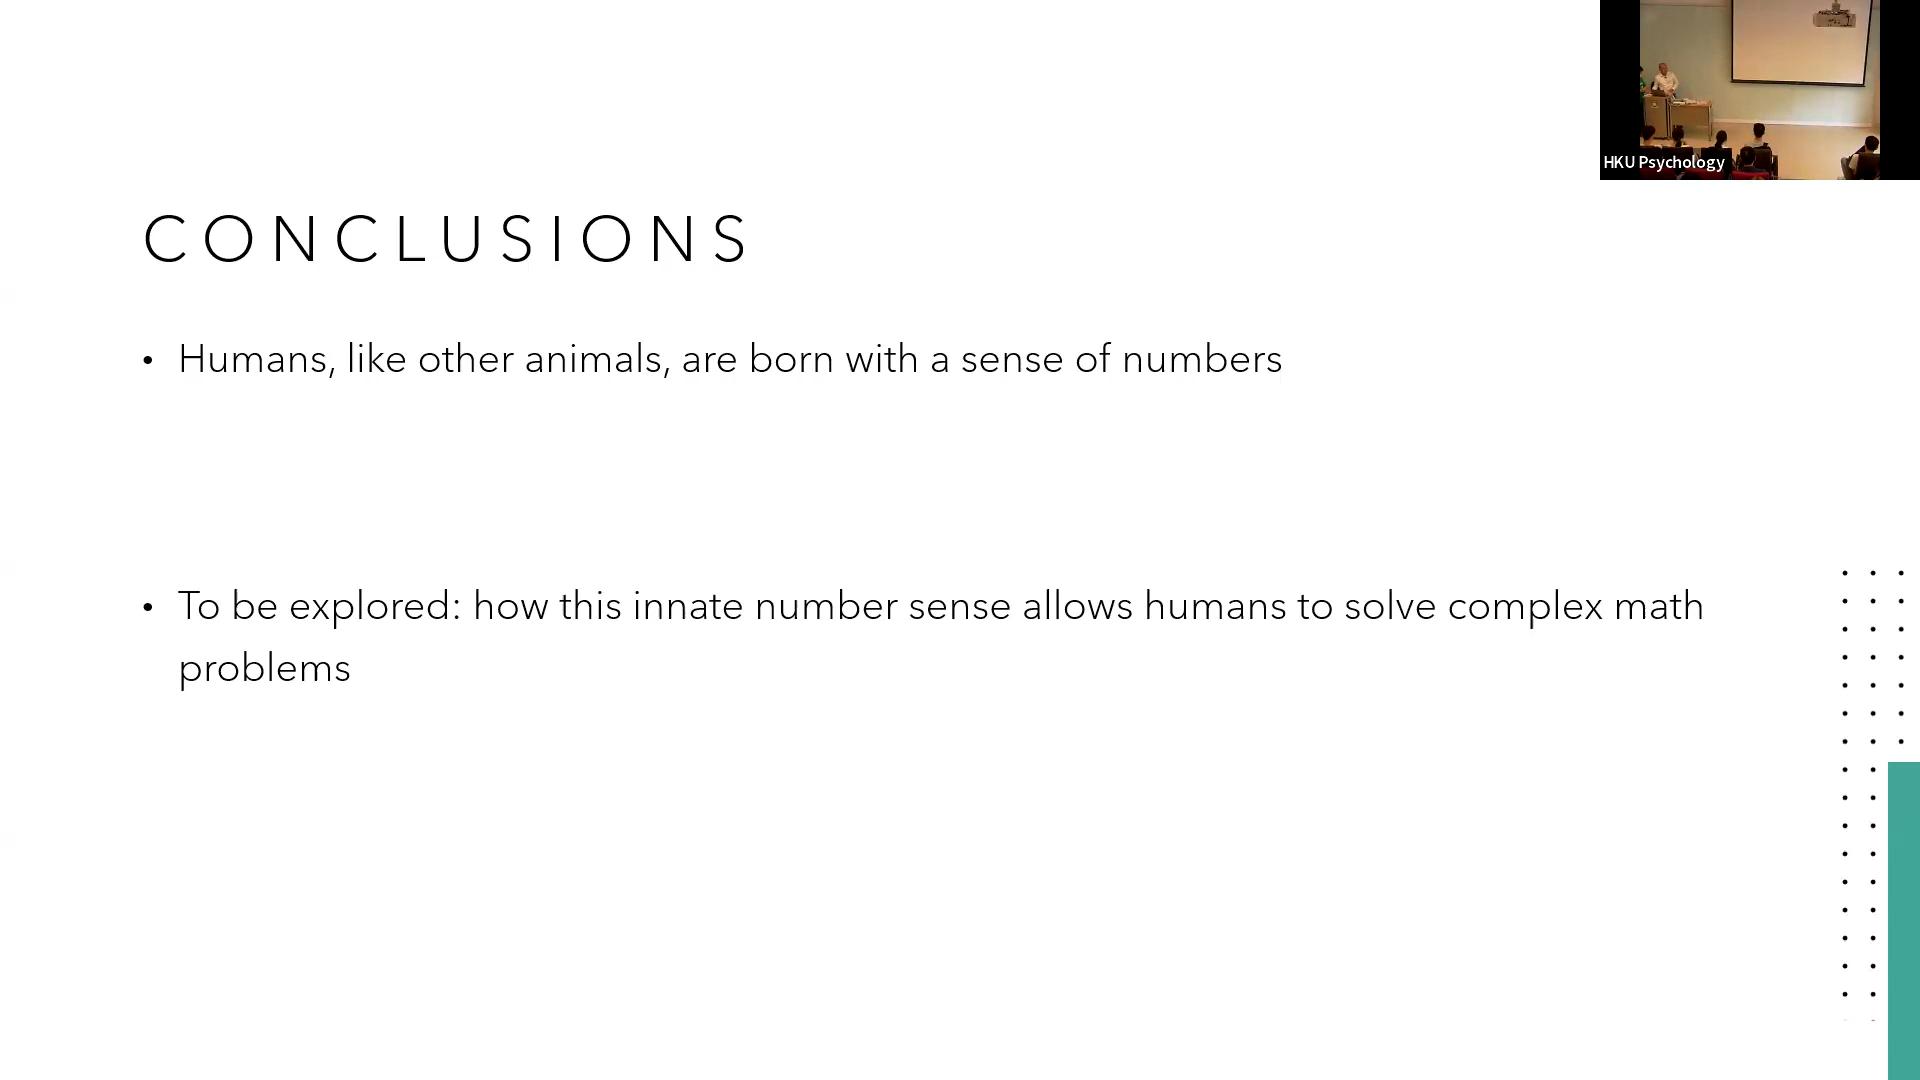 HKU Psychology
CONCLUSIONS
• Humans, like other animals, are born with a sense of numbers
• To be explored: how this innate number sense allows humans to solve complex math
problems